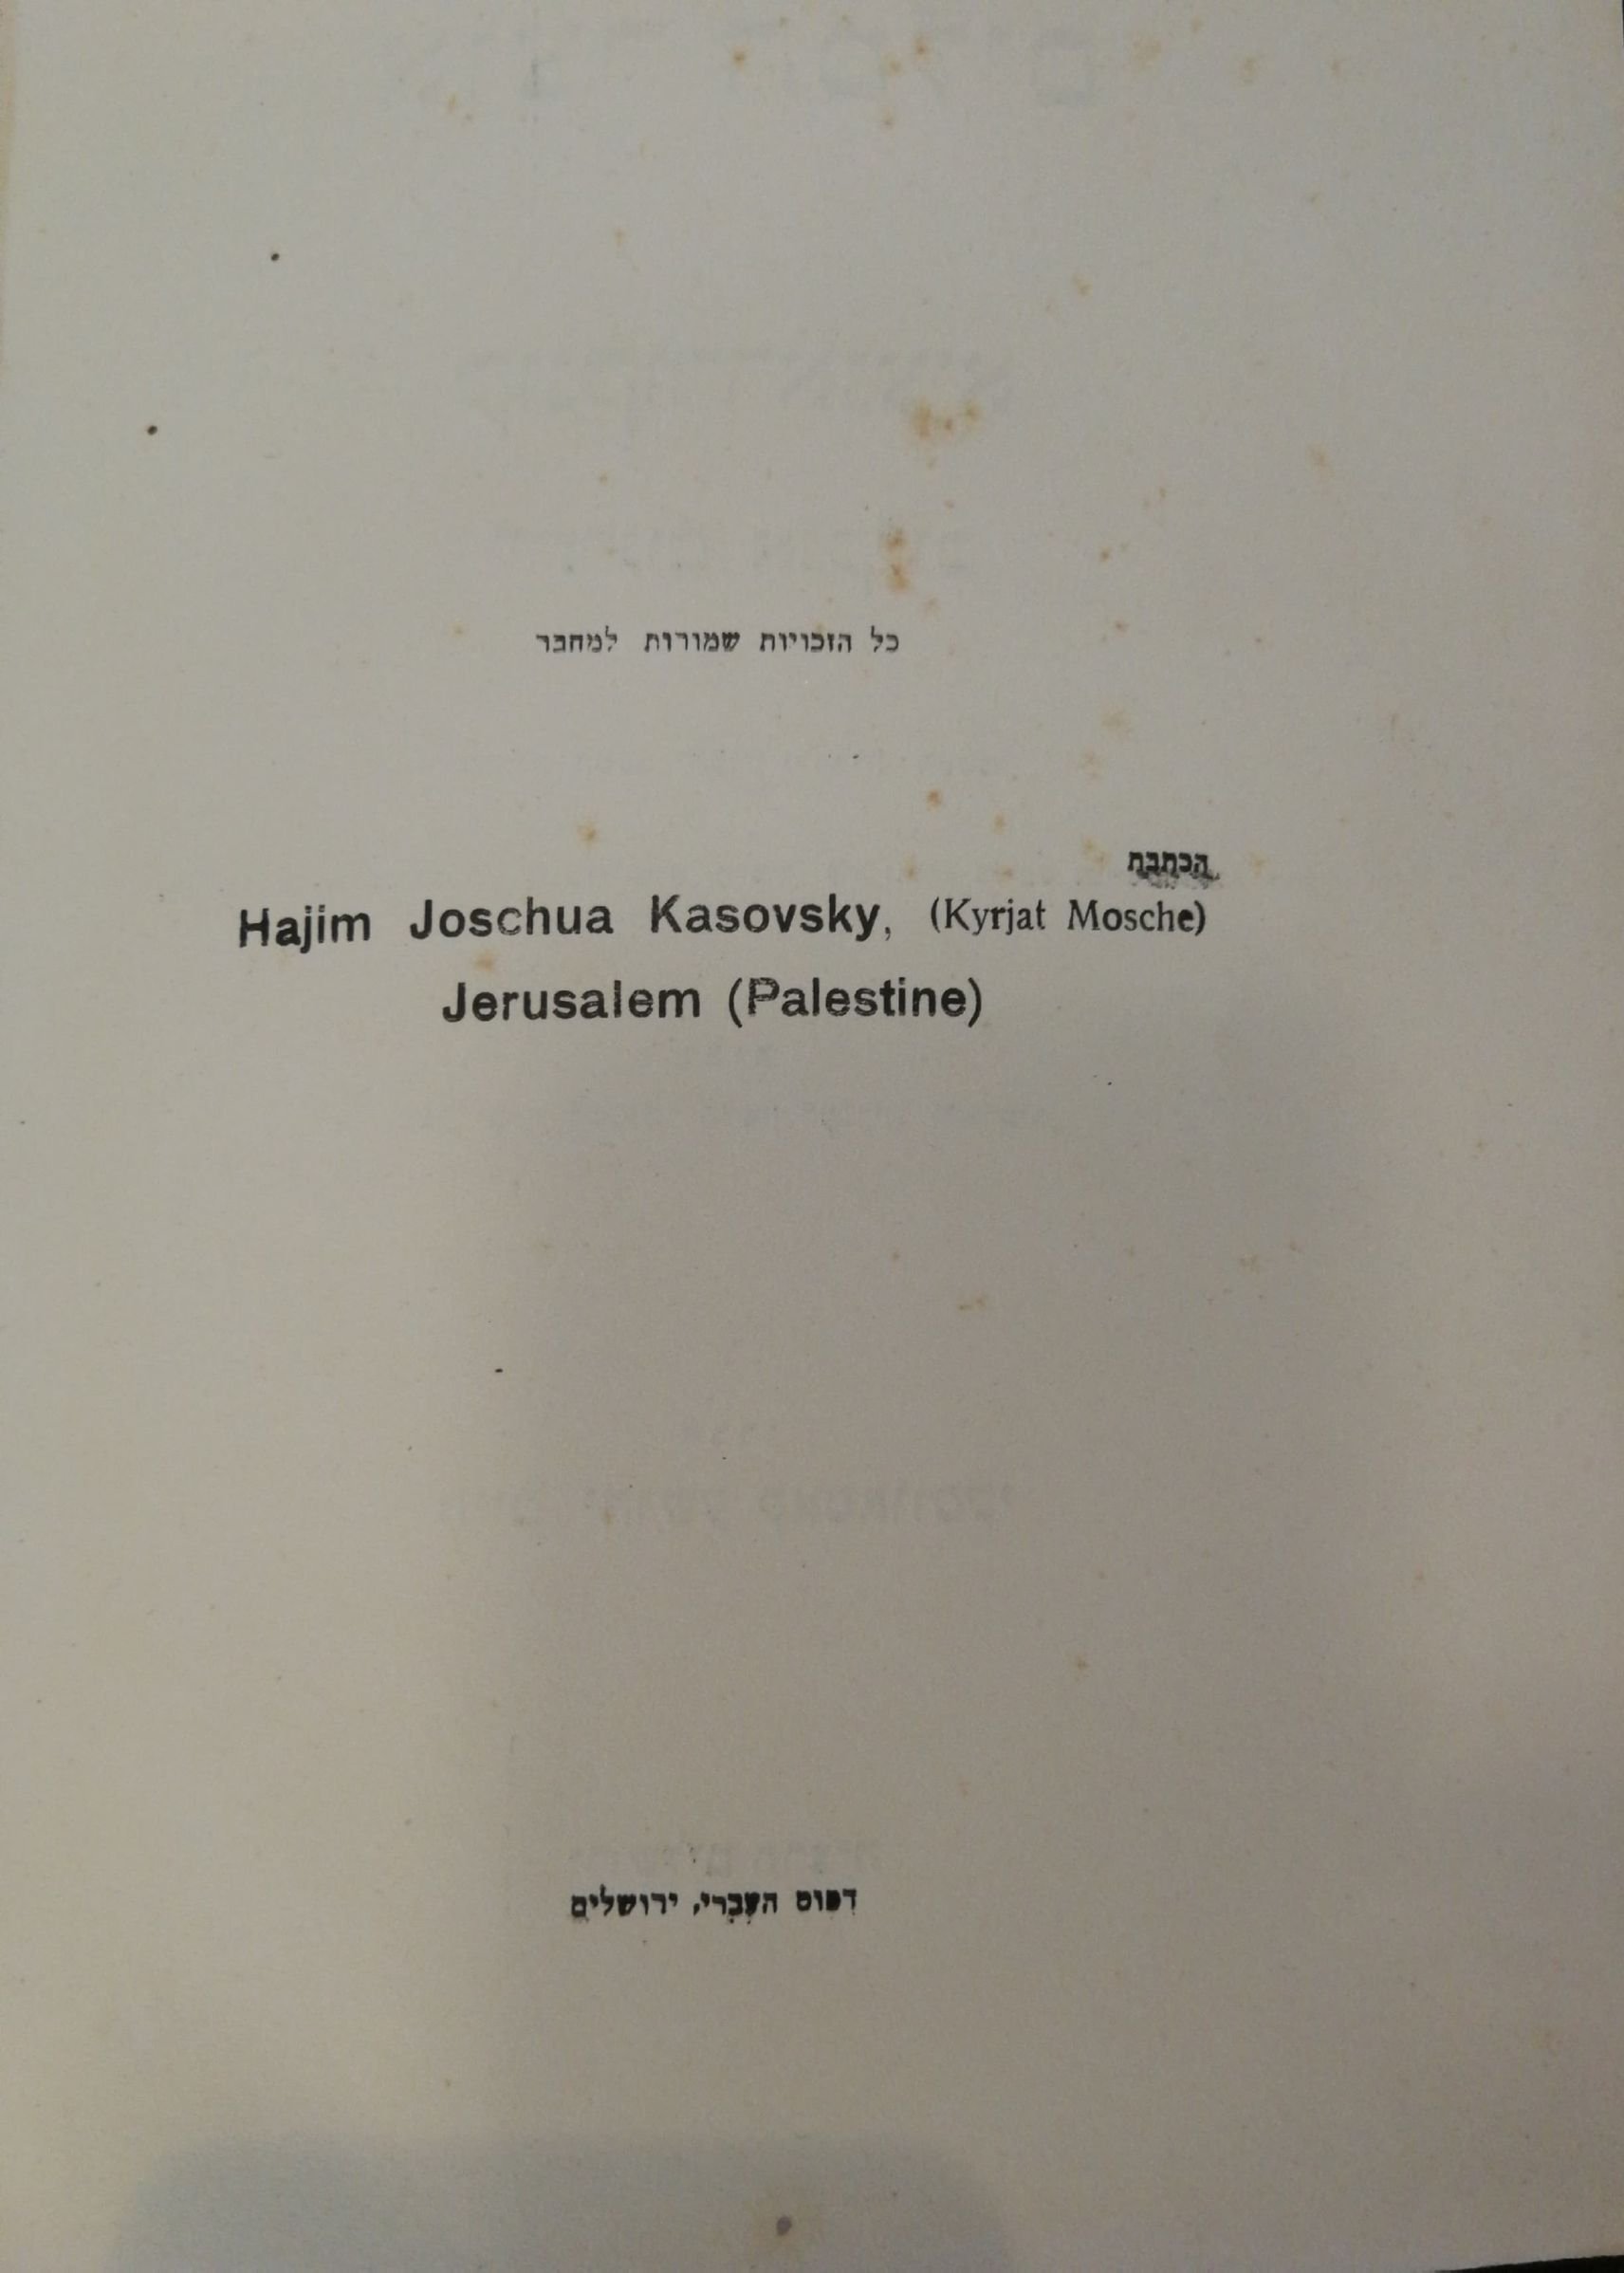 כל הזכויות שמורות למחבר
הכתבת
Hajim Joschua Kasovsky, (Kyrjat Mosche)
Jerusalem (Palestine)
דפוס העברי, ירושלים